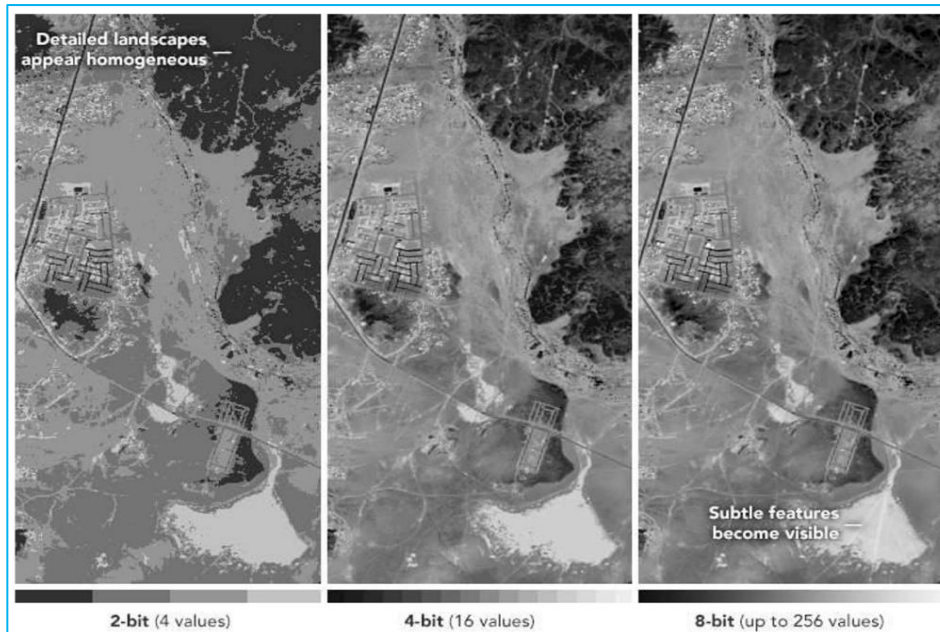 Detailed landscapes
appear homogeneous
Subtle features
become visible
2-bit (4 values)
4-bit (16 values)
8-bit (up to 256 values)